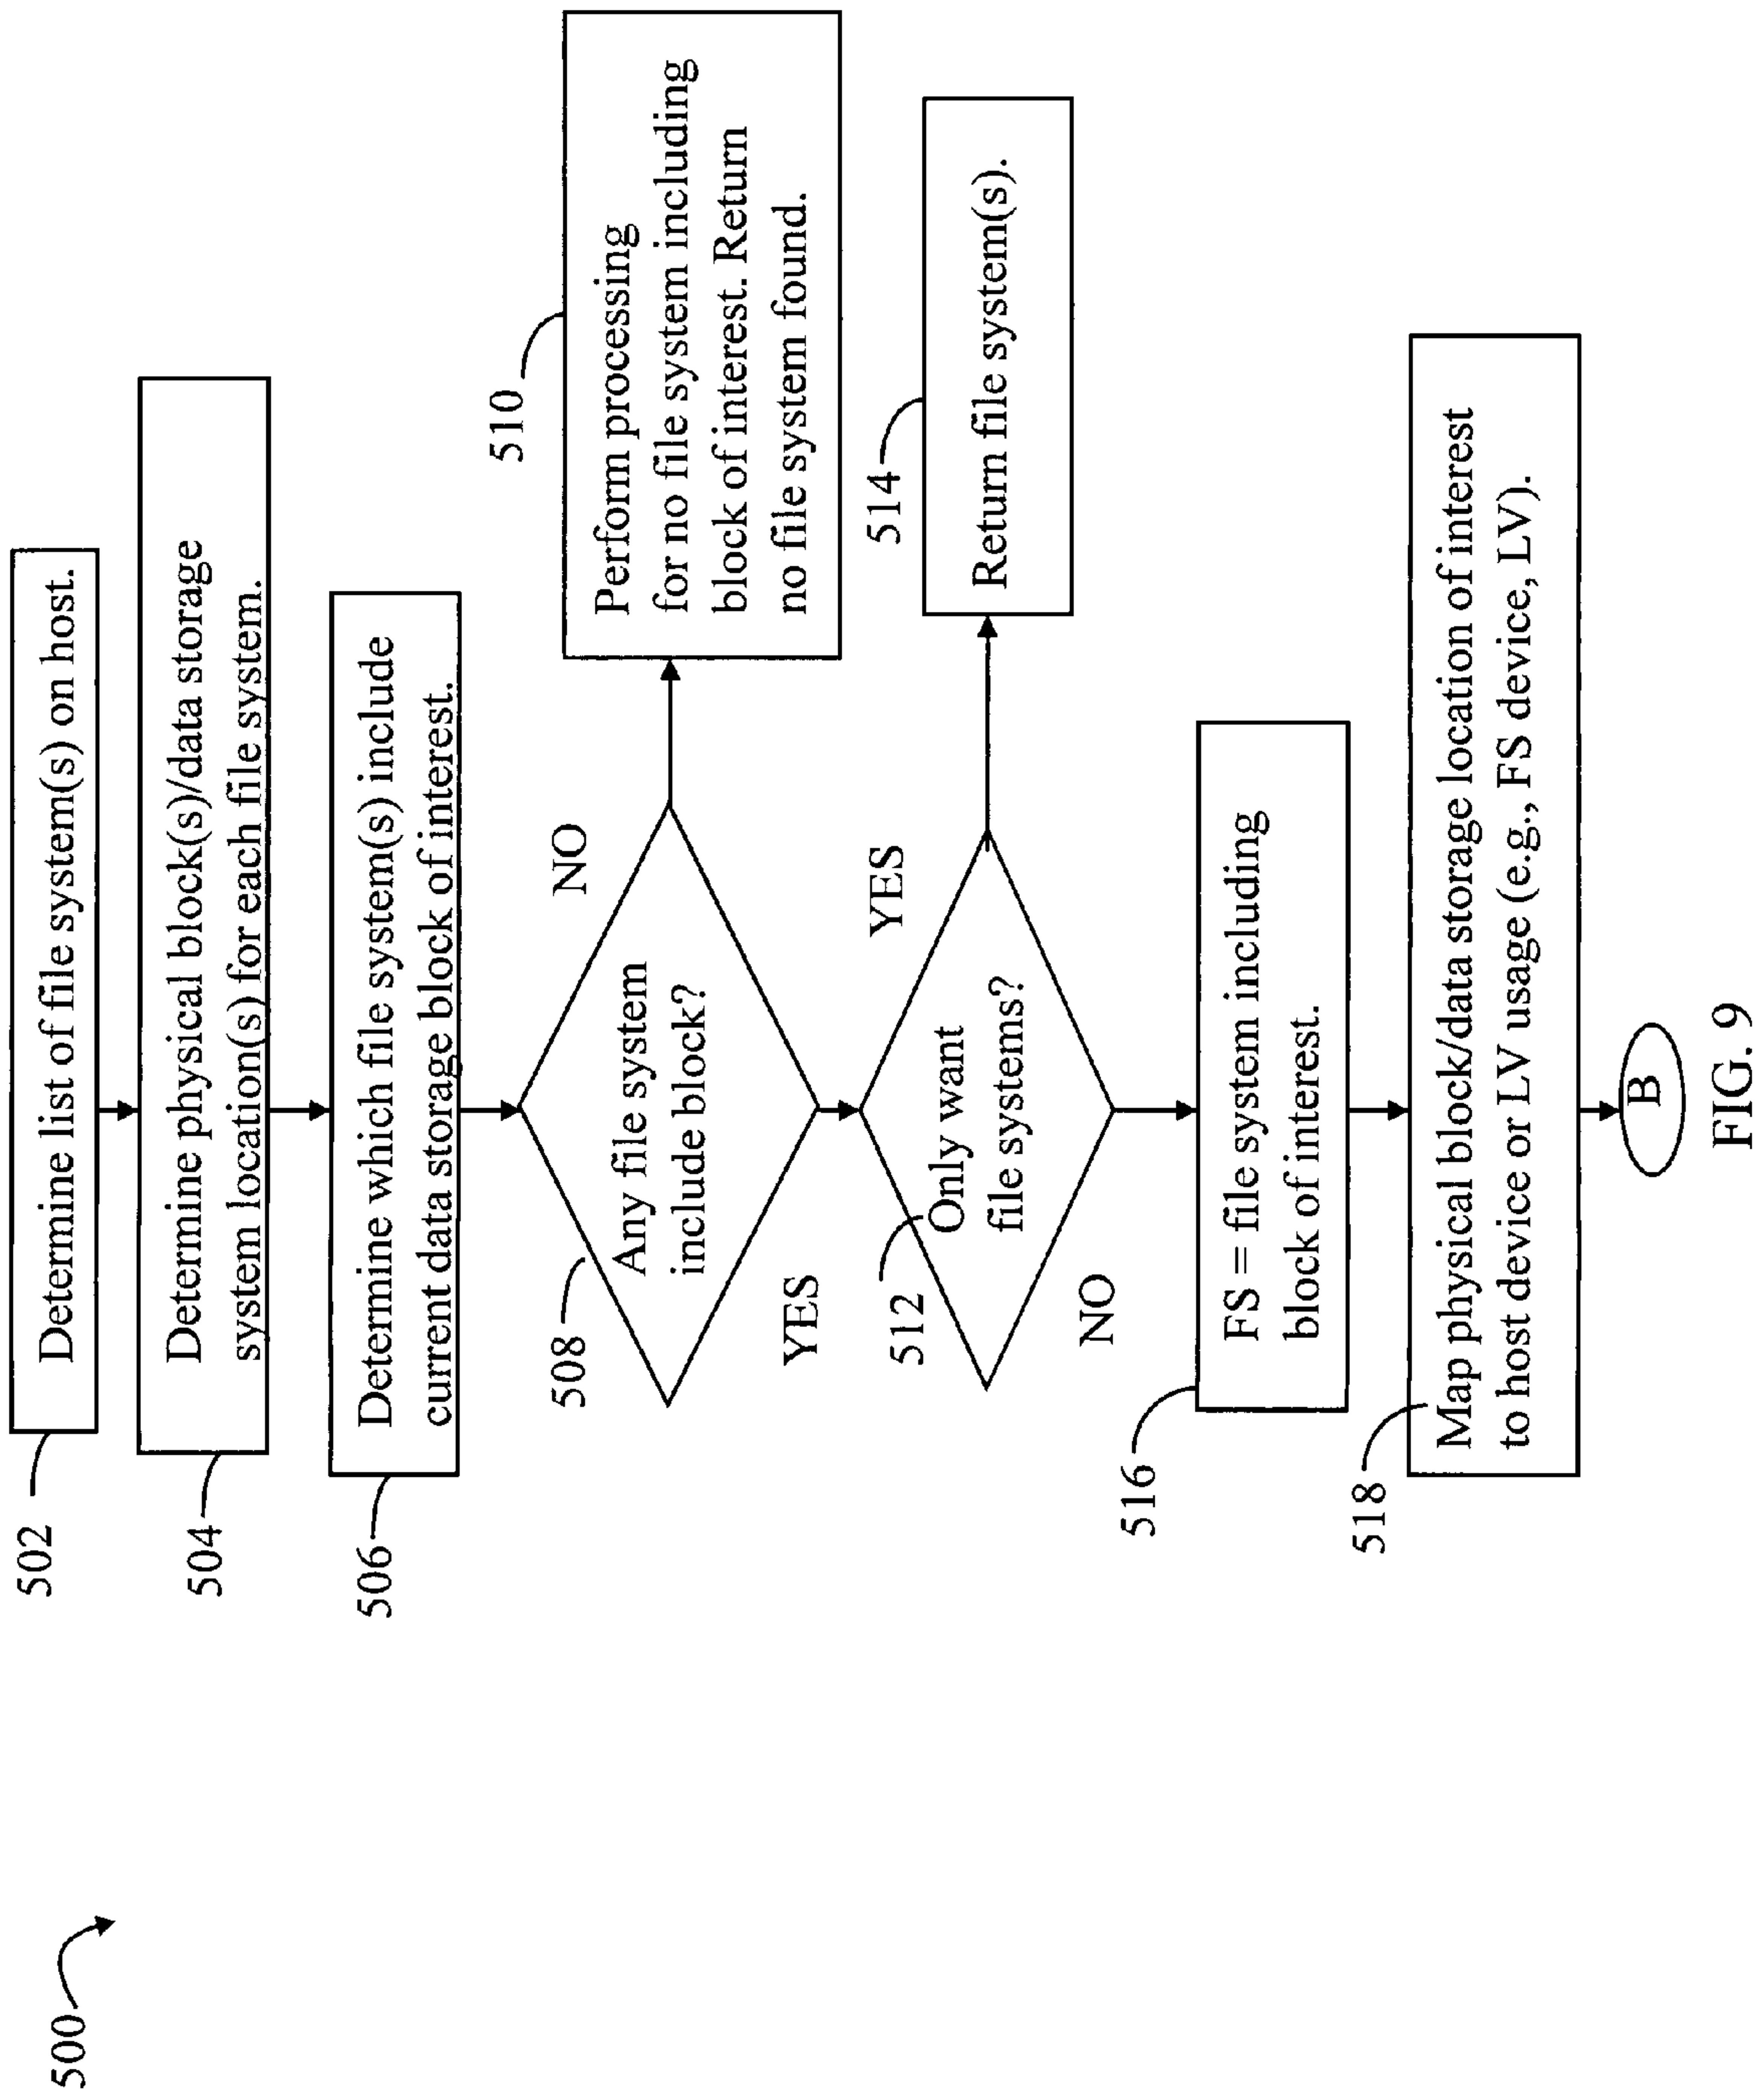 500
502
Determine list of file system(s) on host.
504
Determine physical block(s)/data storage
system location(s) for each file system.
506
Determine which file system(s) include
current data storage block of interest.
508
Any file system
include block?
NO
510
Perform processing
for no file system including
block of interest. Return
no file system found.
YES
512
Only want
file systems?
YES
514
Return file system(s).
NO
516
FS = file system including
block of interest.
518
Map physical block/data storage location of interest
to host device or LV usage (e.g., FS device, LV).
B
FIG. 9